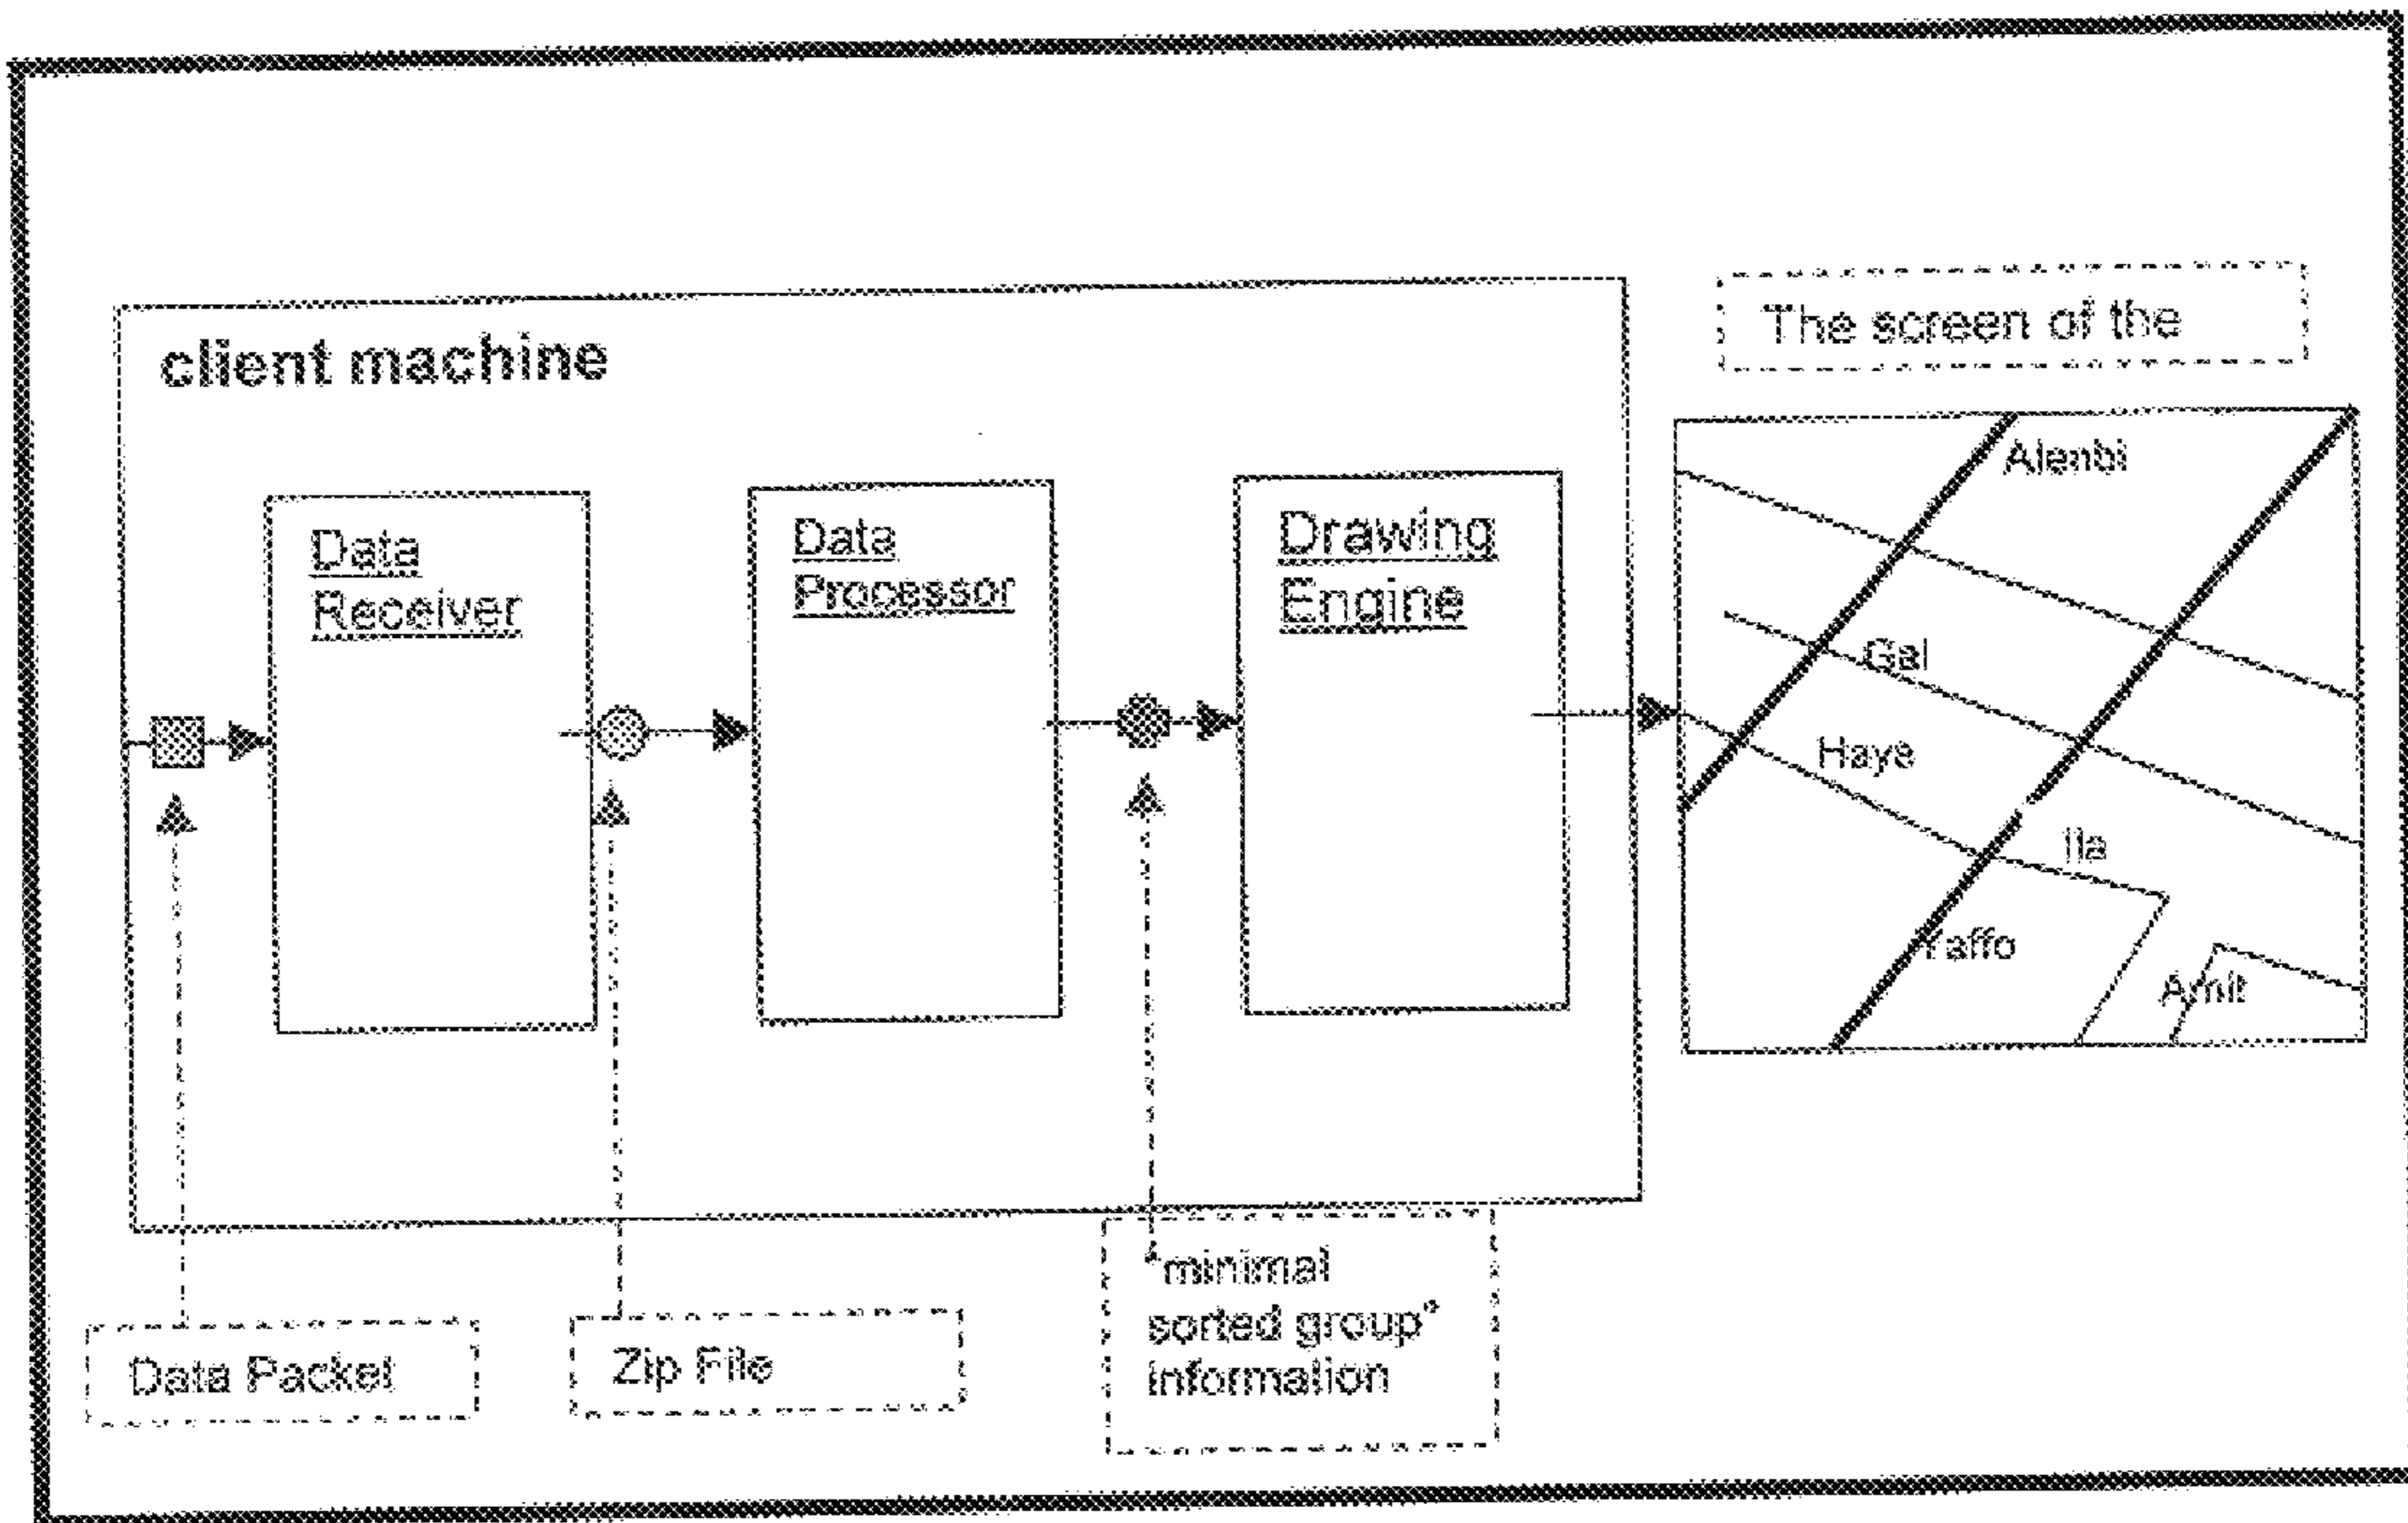 The screen of the
client machine
Data
Receiver
Data
Processor
Drawing
Engine
Alenbi
Gal
Haye
Ila
Yaffo
Amit
Data Packet
Zip File
"minimal
sorted group"
information